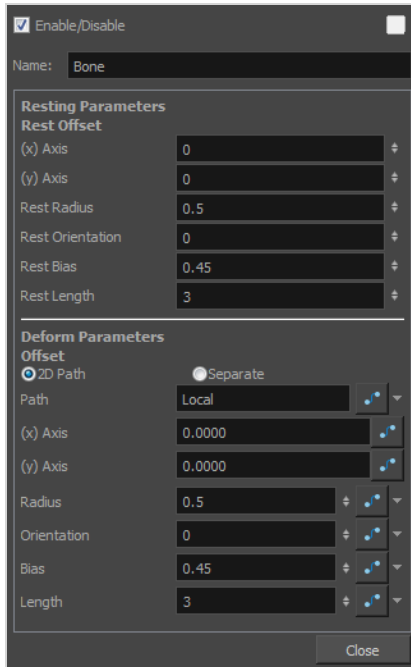 Enable/Disable
Name: Bone
Resting Parameters
Rest Offset
(x) Axis 0
(y) Axis 0
Rest Radius 0.5
Rest Orientation 0
Rest Bias 0.45
Rest Length 3
Deform Parameters
Offset
2D Path Separate
Path Local
(x) Axis 0.0000
(y) Axis 0.0000
Radius 0.5
Orientation 0
Bias 0.45
Length 3
Close